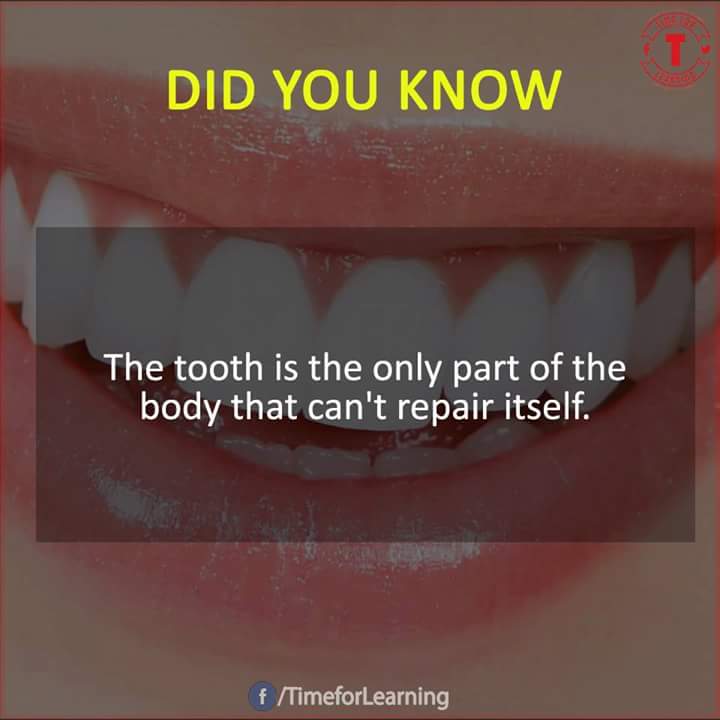 DID YOU KNOW
T
The tooth is the only part of the
body that can't repair itself.
f /TimeforLearning